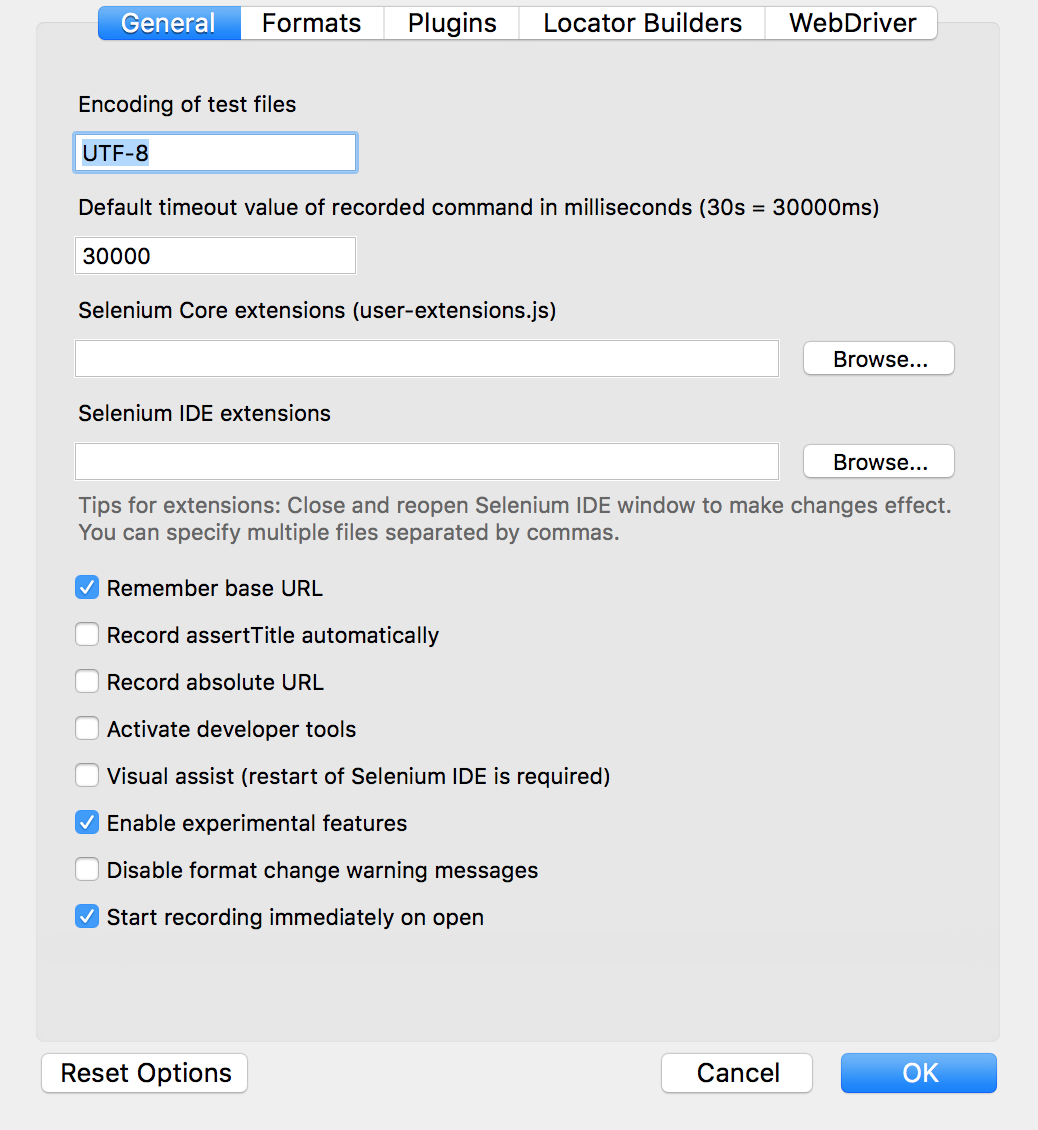 General Formats Plugins Locator Builders WebDriver
Encoding of test files
UTF-8
Default timeout value of recorded command in milliseconds (30s = 30000ms)
30000
Selenium Core extensions (user-extensions.js)
Browse...
Selenium IDE extensions
Browse...
Tips for extensions: Close and reopen Selenium IDE window to make changes effect.
You can specify multiple files separated by commas.
Remember base URL
Record assertTitle automatically
Record absolute URL
Activate developer tools
Visual assist (restart of Selenium IDE is required)
Enable experimental features
Disable format change warning messages
Start recording immediately on open
Reset Options Cancel OK